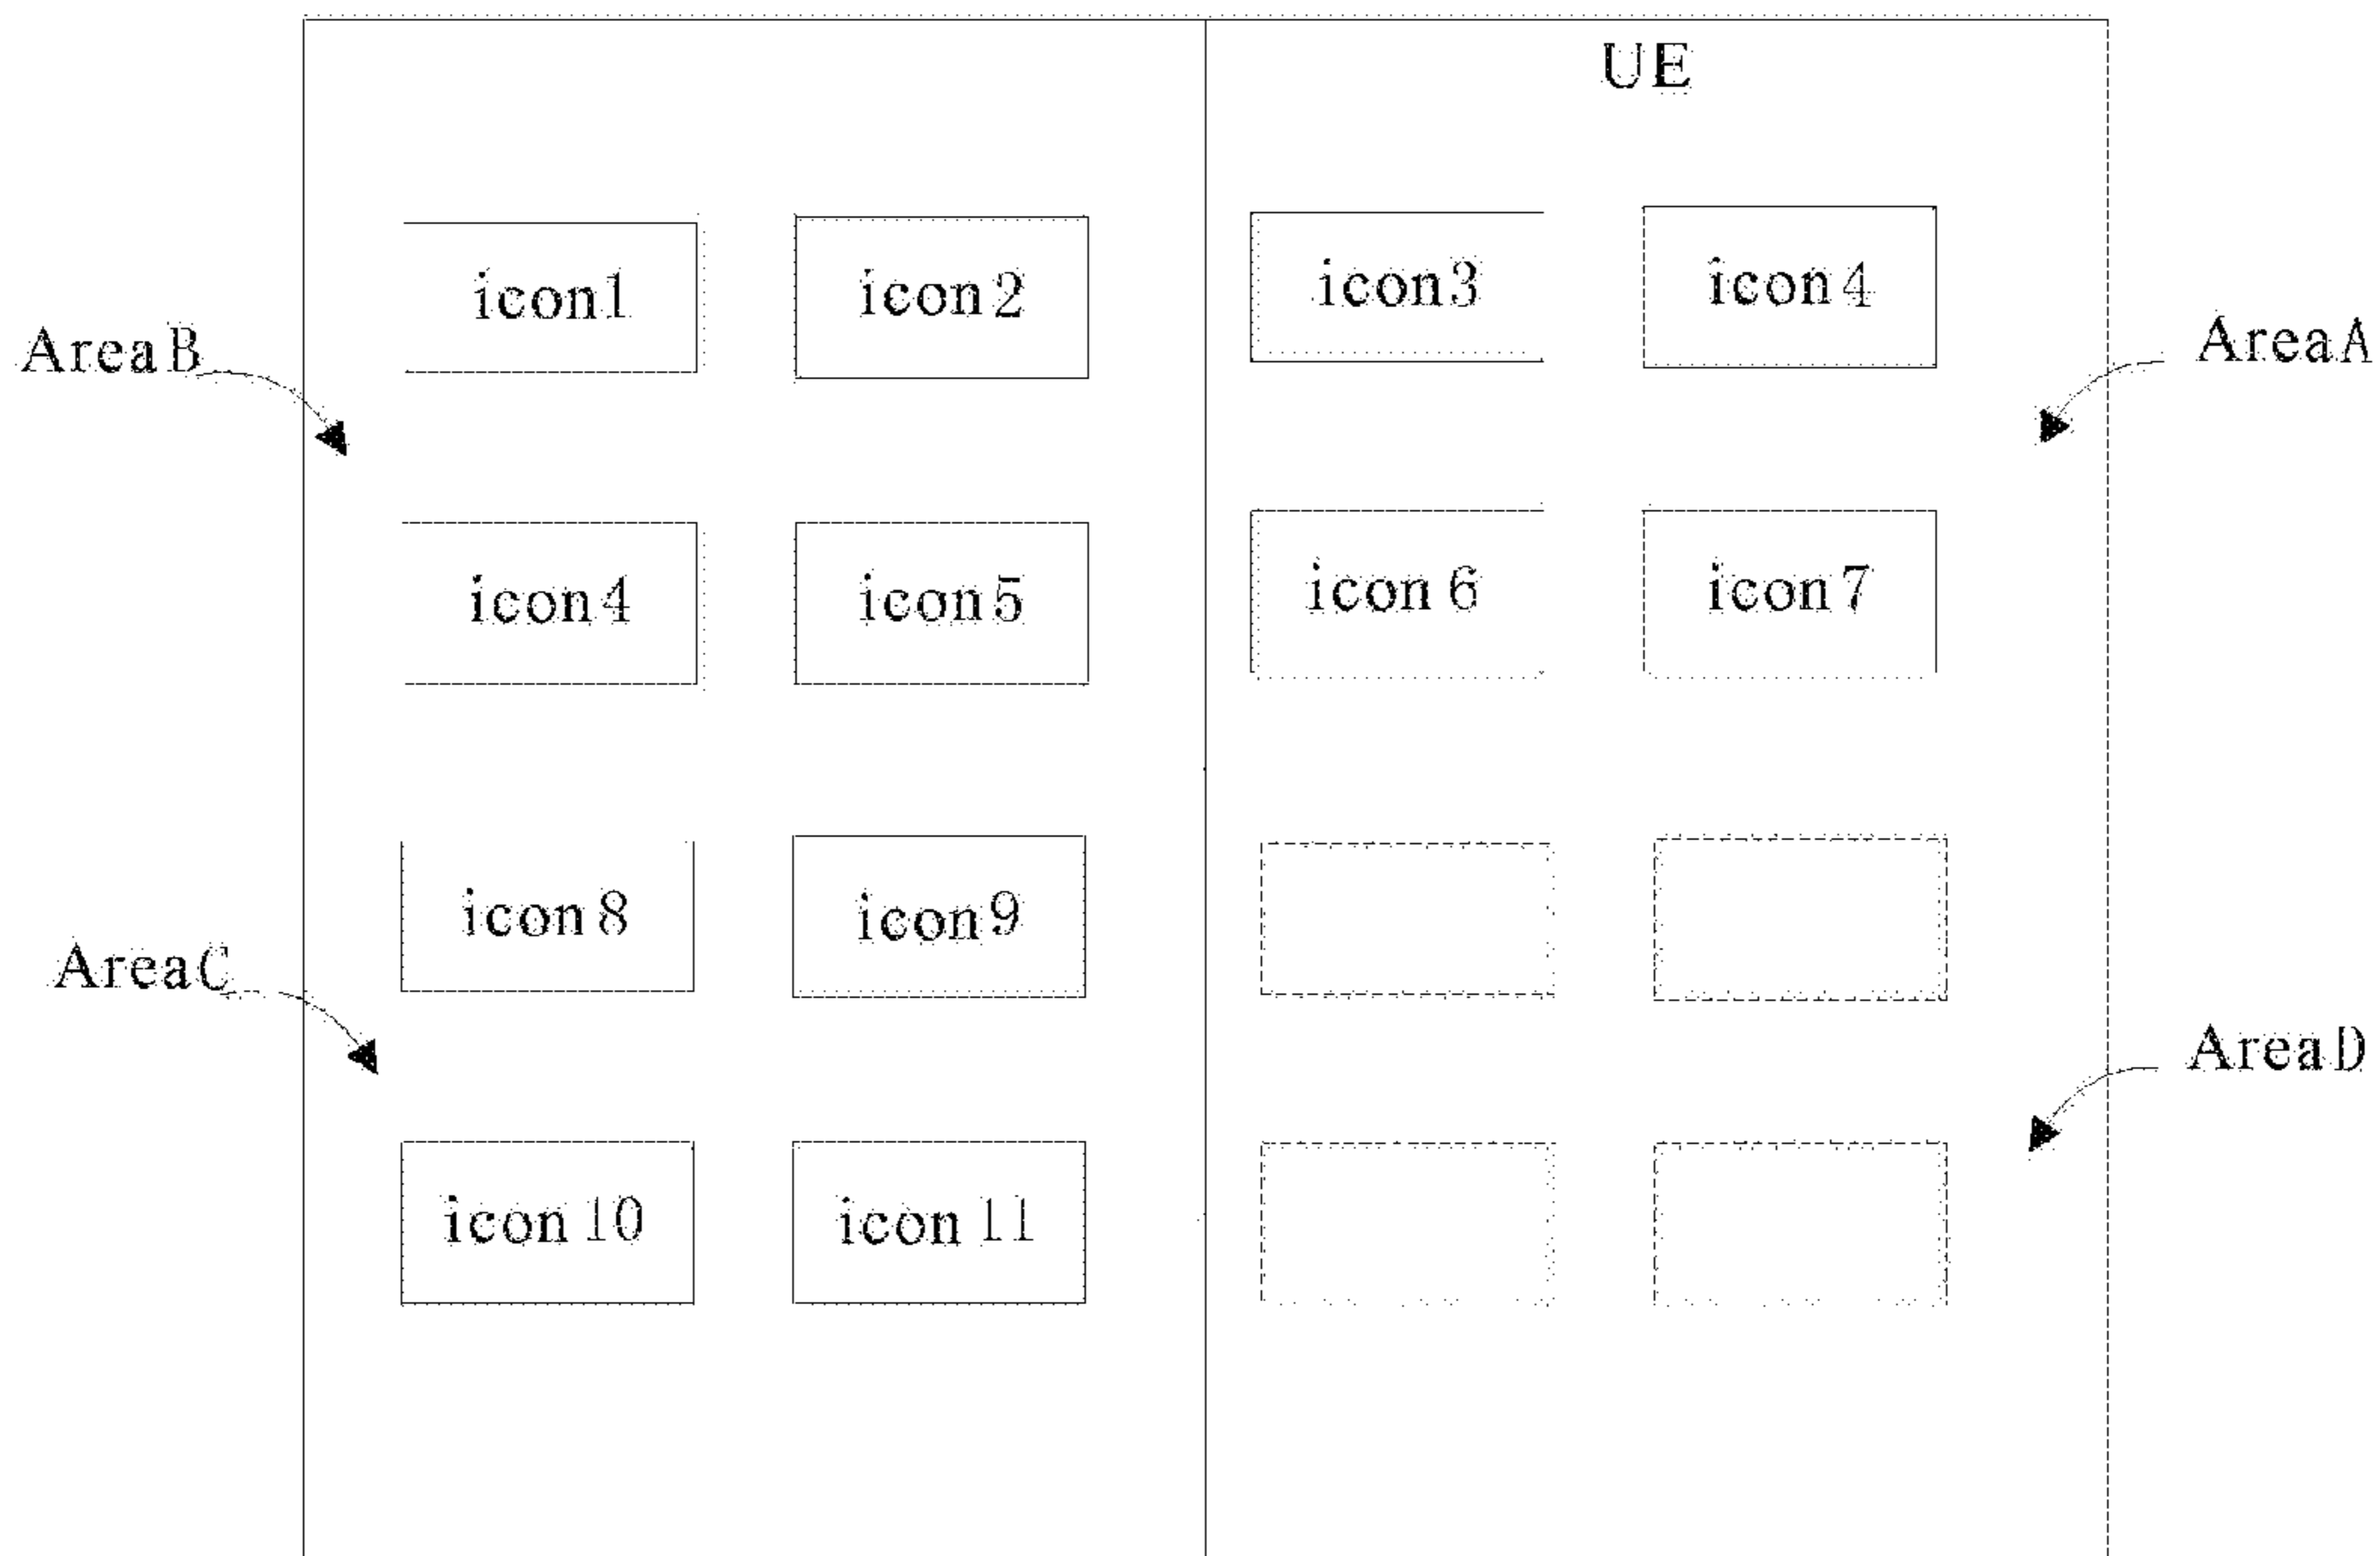 UE
icon1 icon2 icon3 icon4
AreaB AreaA
icon4 icon5 icon6 icon7
icon8 icon9
AreaC
AreaD
icon10 icon11